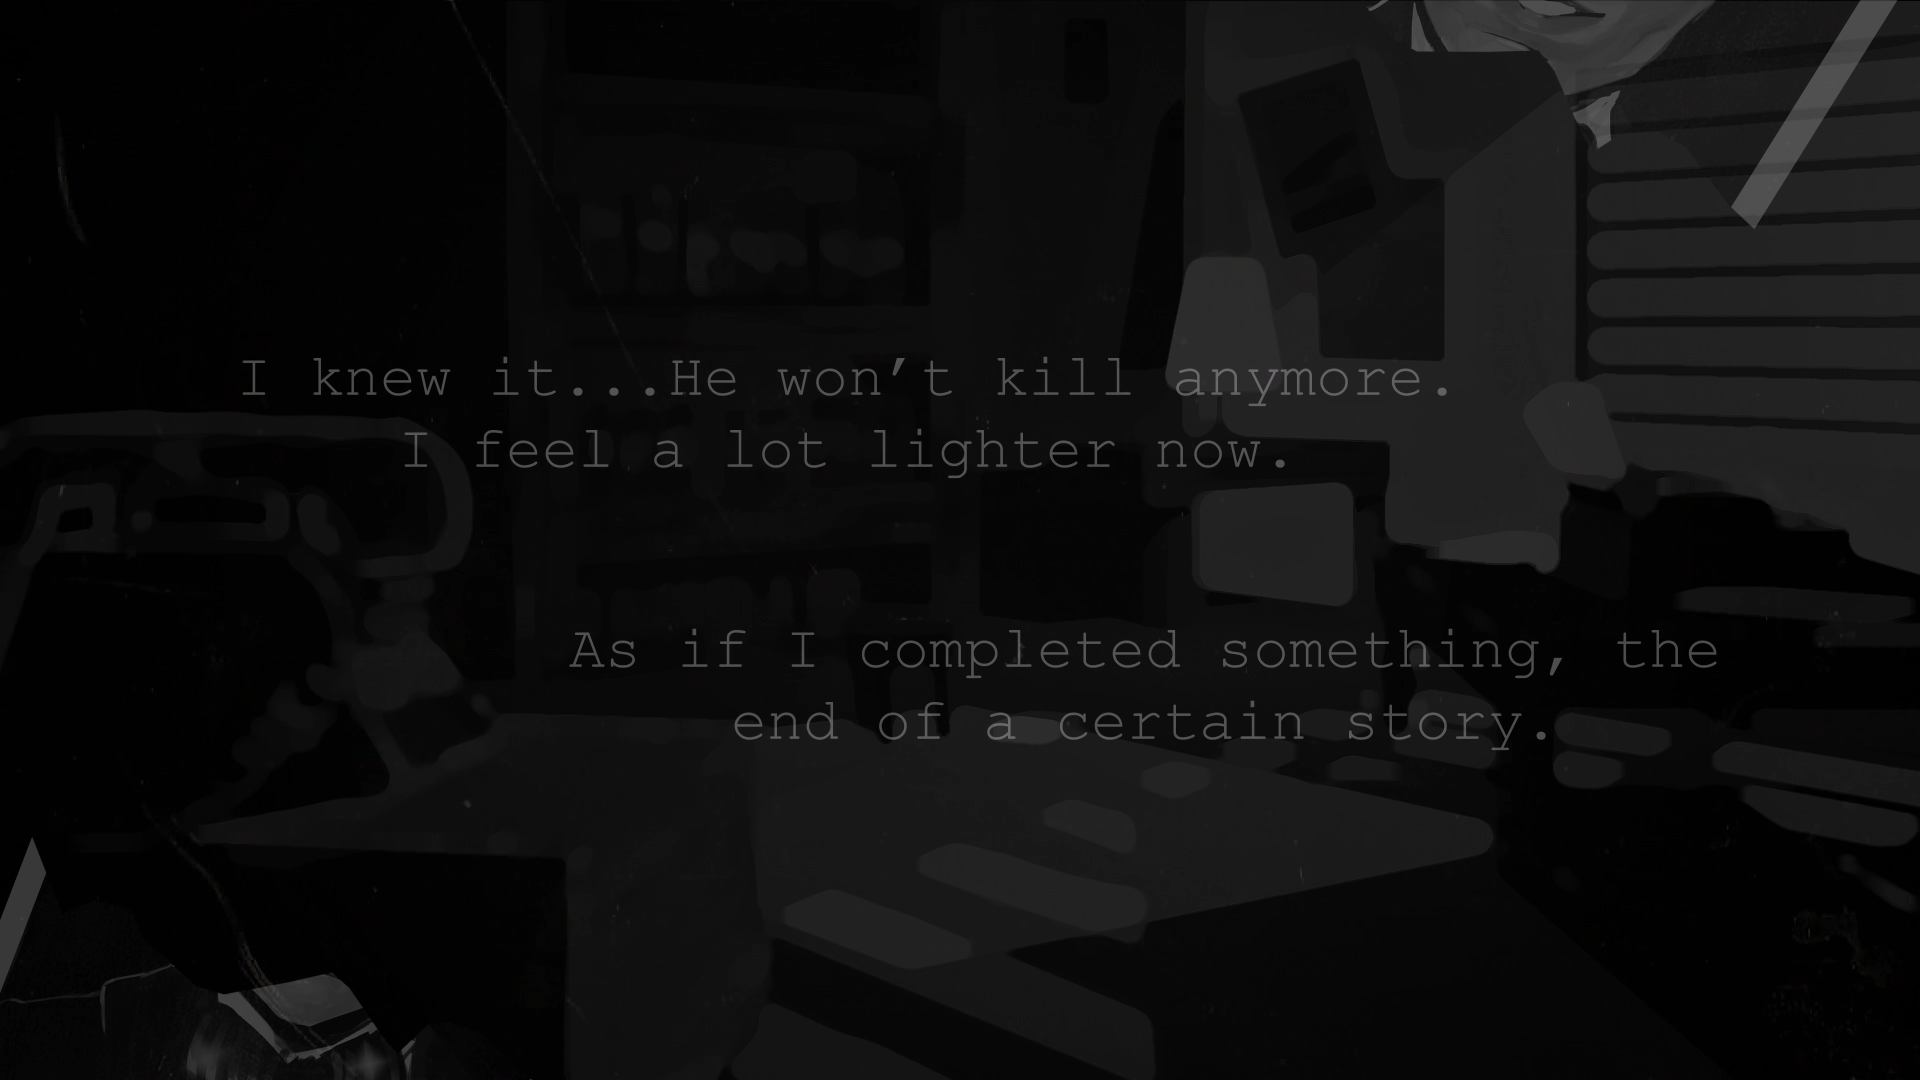 I knew it...He won’t kill anymore.
I feel a lot lighter now.
As if I completed something, the
end of a certain story.